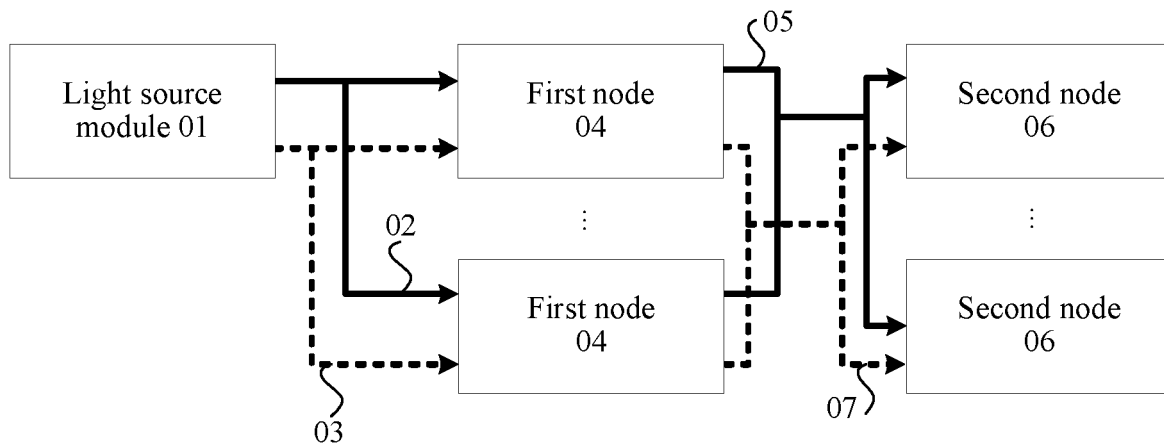 05
Light source
module 01
First node
04
Second node
06
02
⋮
⋮
First node
04
Second node
06
03
07